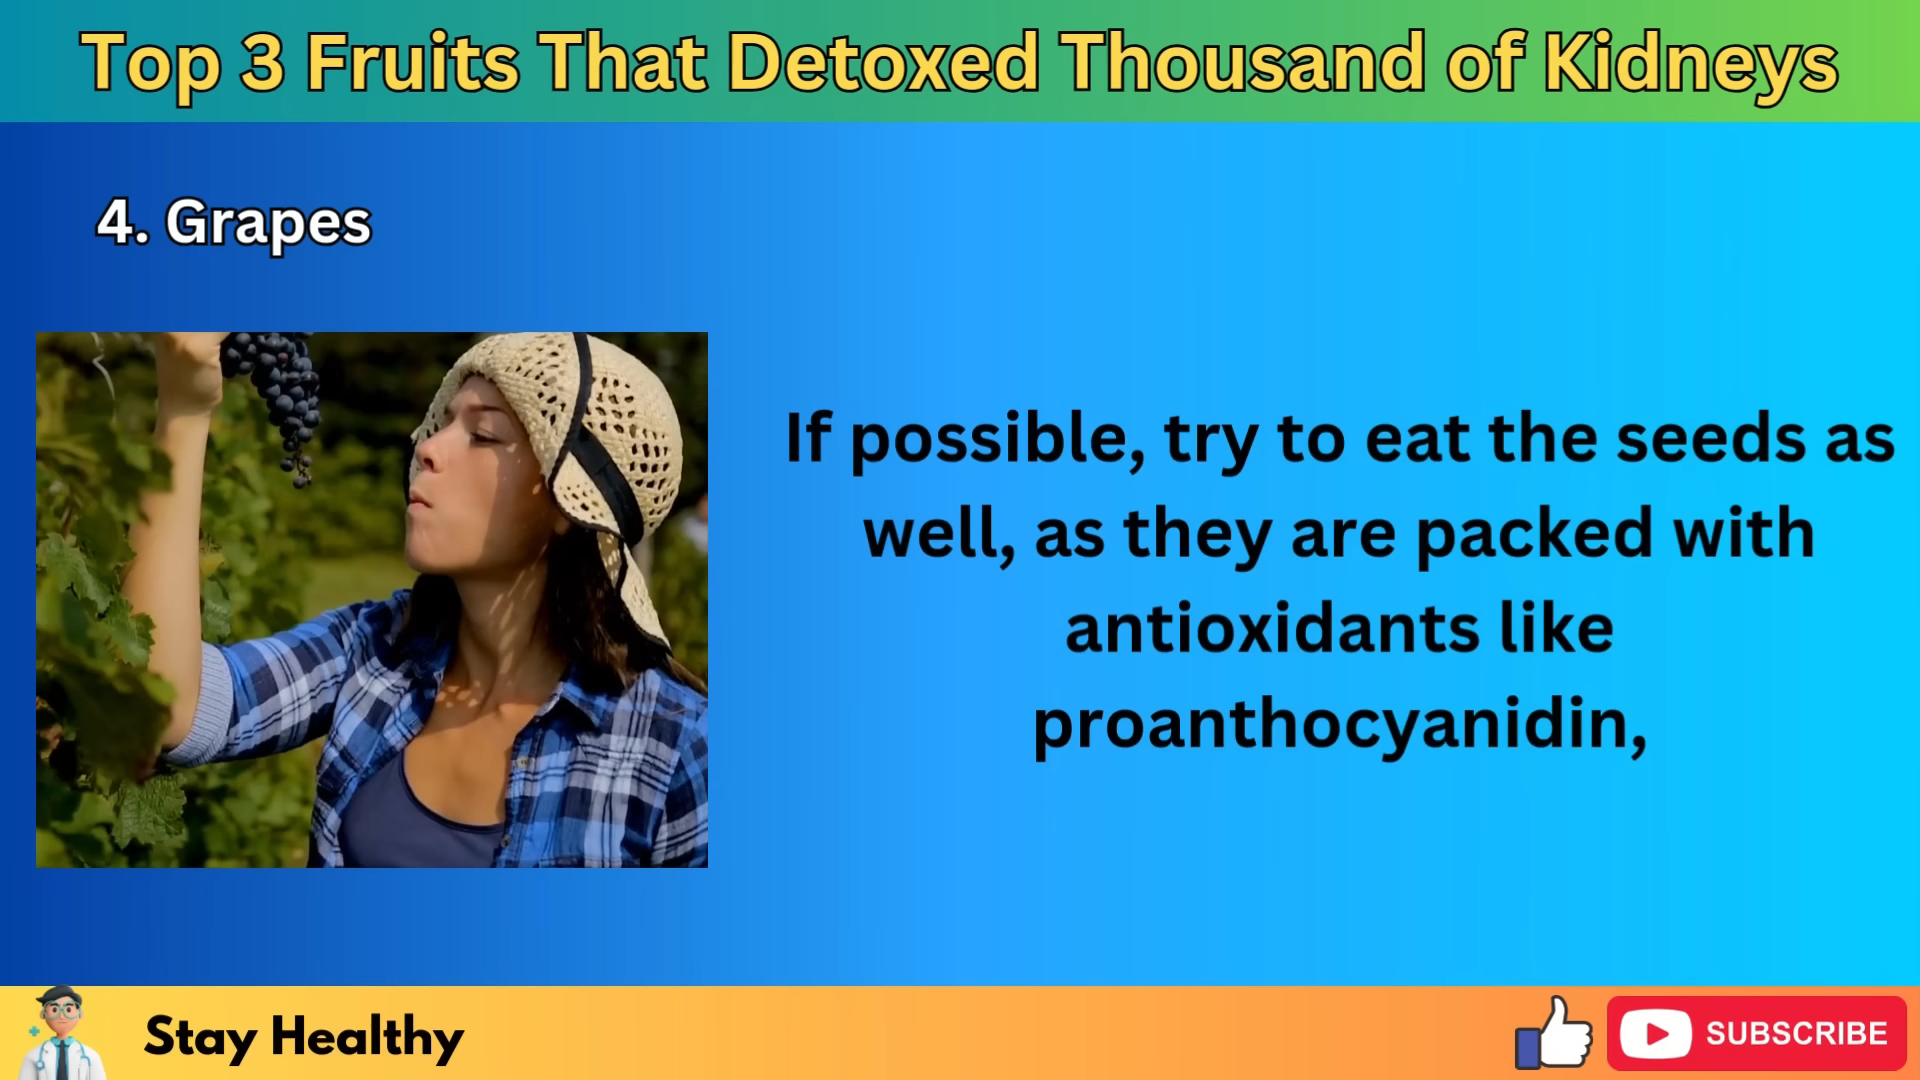 Top 3 Fruits That Detoxed Thousand of Kidneys
4. Grapes
If possible, try to eat the seeds as
well, as they are packed with
antioxidants like
proanthocyanidin,
Stay Healthy
SUBSCRIBE